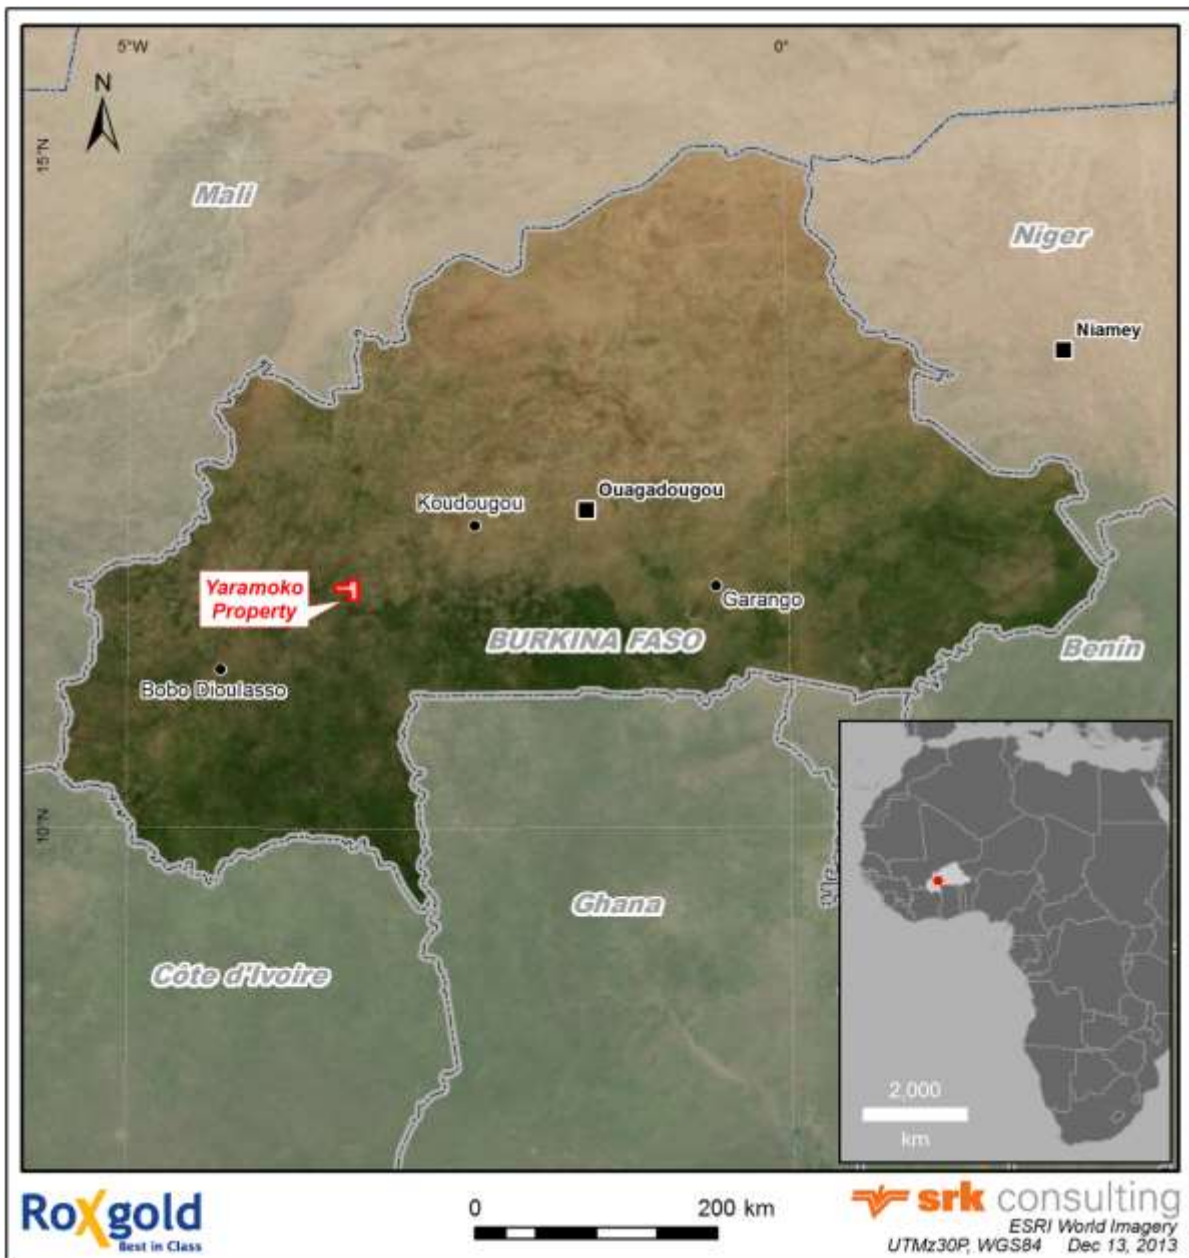 5°W
0°
N
15°N
Mali
Niger
Niamey
Koudougou
Ouagadougou
Yaramoko
Property
Garango
BURKINA FASO
Benin
Bobo Dioulasso
10°N
Ghana
Côte d'Ivoire
2,000
km
Roxgold
Best in Class
0
200 km
srk consulting
ESRI World Imagery
UTMz30P, WGS84 Dec 13, 2013